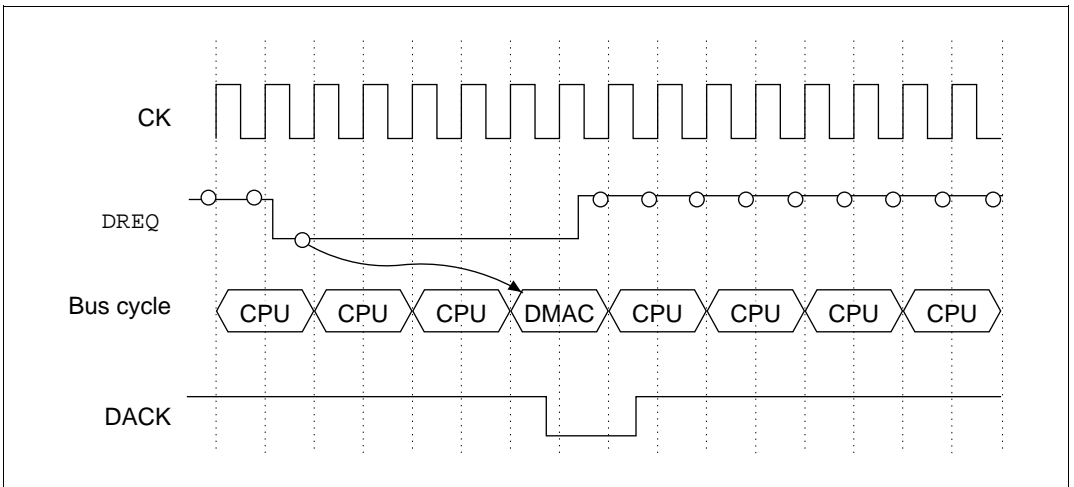 CK
DREQ
Bus cycle CPU CPU CPU DMAC CPU CPU CPU CPU
DACK